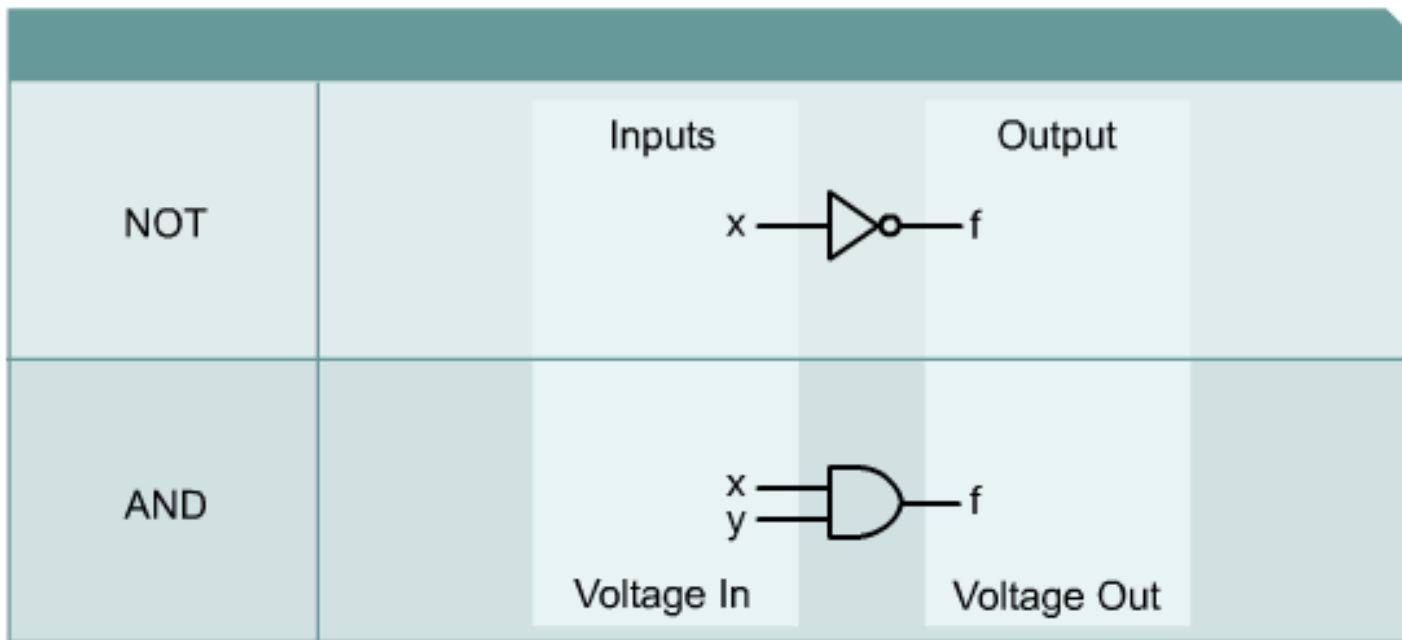 Inputs Output
NOT x f
AND x f
y
Voltage In Voltage Out